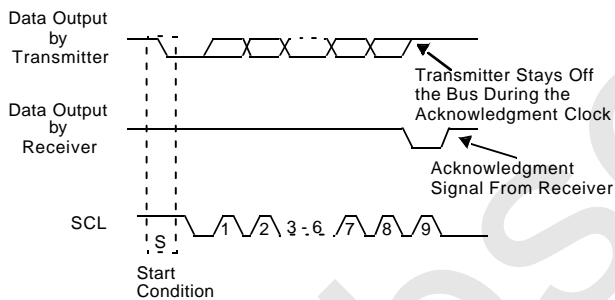 Data Output
by
Transmitter
Transmitter Stays Off
the Bus During the
Acknowledgment Clock
Data Output
by
Receiver
Acknowledgment
Signal From Receiver
SCL
S
1 2 3 - 6 7 8 9
Start
Condition